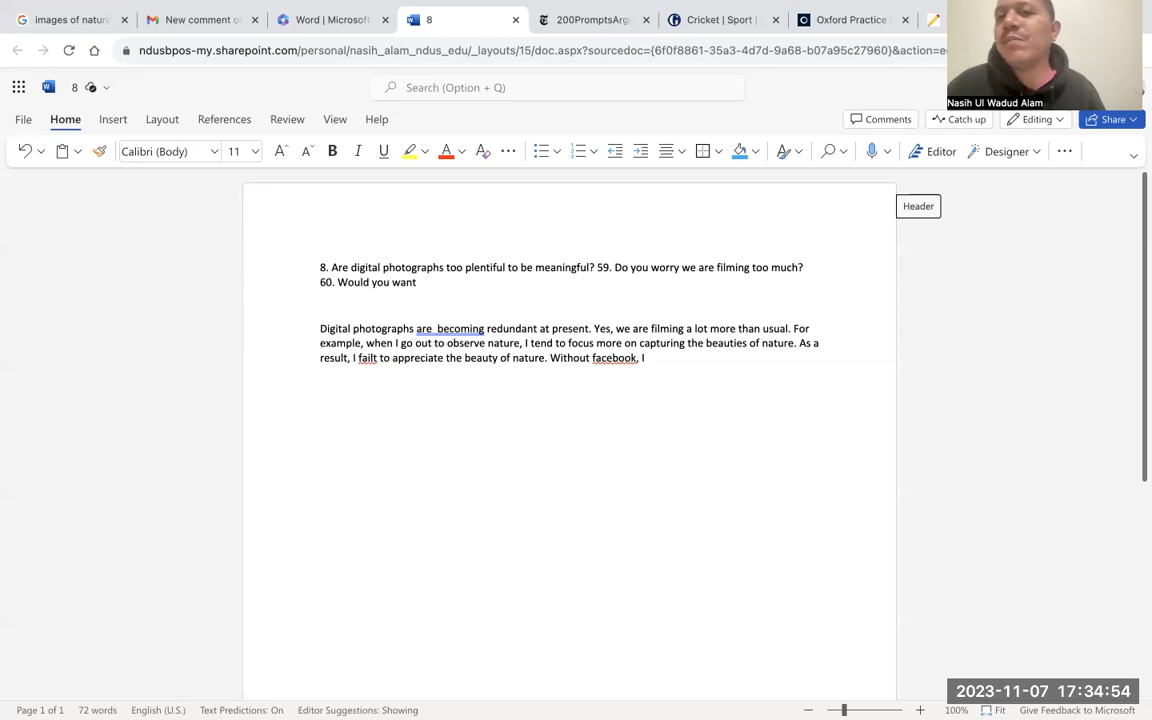 images of nature
New comment o
Word | Microsoft
8
200PromptsArg
Cricket | Sport |
Oxford Practice
ndusbpos-my.sharepoint.com/personal/nasih_alam_ndus_edu/_layouts/15/doc.aspx?sourcedoc={6f0f8861-35a3-4d7d-9a68-b07a95c27960}&action=e
8
Search (Option + Q)
Nasih Ul Wadud Alam
File Home Insert Layout References Review View Help
Comments Catch up Editing Share
Calibri (Body) 11
Editor Designer
Header
8. Are digital photographs too plentiful to be meaningful? 59. Do you worry we are filming too much?
60. Would you want
Digital photographs are  becoming redundant at present. Yes, we are filming a lot more than usual. For
example, when I go out to observe nature, I tend to focus more on capturing the beauties of nature. As a
result, I failt to appreciate the beauty of nature. Without facebook, I
2023-11-07 17:34:54
Page 1 of 1 72 words English (U.S.) Text Predictions: On Editor Suggestions: Showing 100% Fit Give Feedback to Microsoft